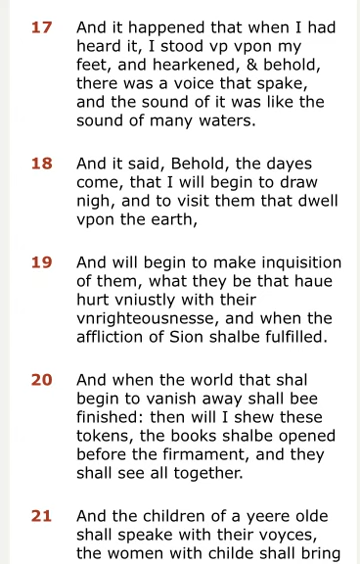 17 And it happened that when I had
heard it, I stood vp vpon my
feet, and hearkened, & behold,
there was a voice that spake,
and the sound of it was like the
sound of many waters.
18 And it said, Behold, the dayes
come, that I will begin to draw
nigh, and to visit them that dwell
vpon the earth,
19 And will begin to make inquisition
of them, what they be that haue
hurt vniustly with their
vnrighteousnesse, and when the
affliction of Sion shalbe fulfilled.
20 And when the world that shal
begin to vanish away shall bee
finished: then will I shew these
tokens, the books shalbe opened
before the firmament, and they
shall see all together.
21 And the children of a yeere olde
shall speake with their voyces,
the women with childe shall bring